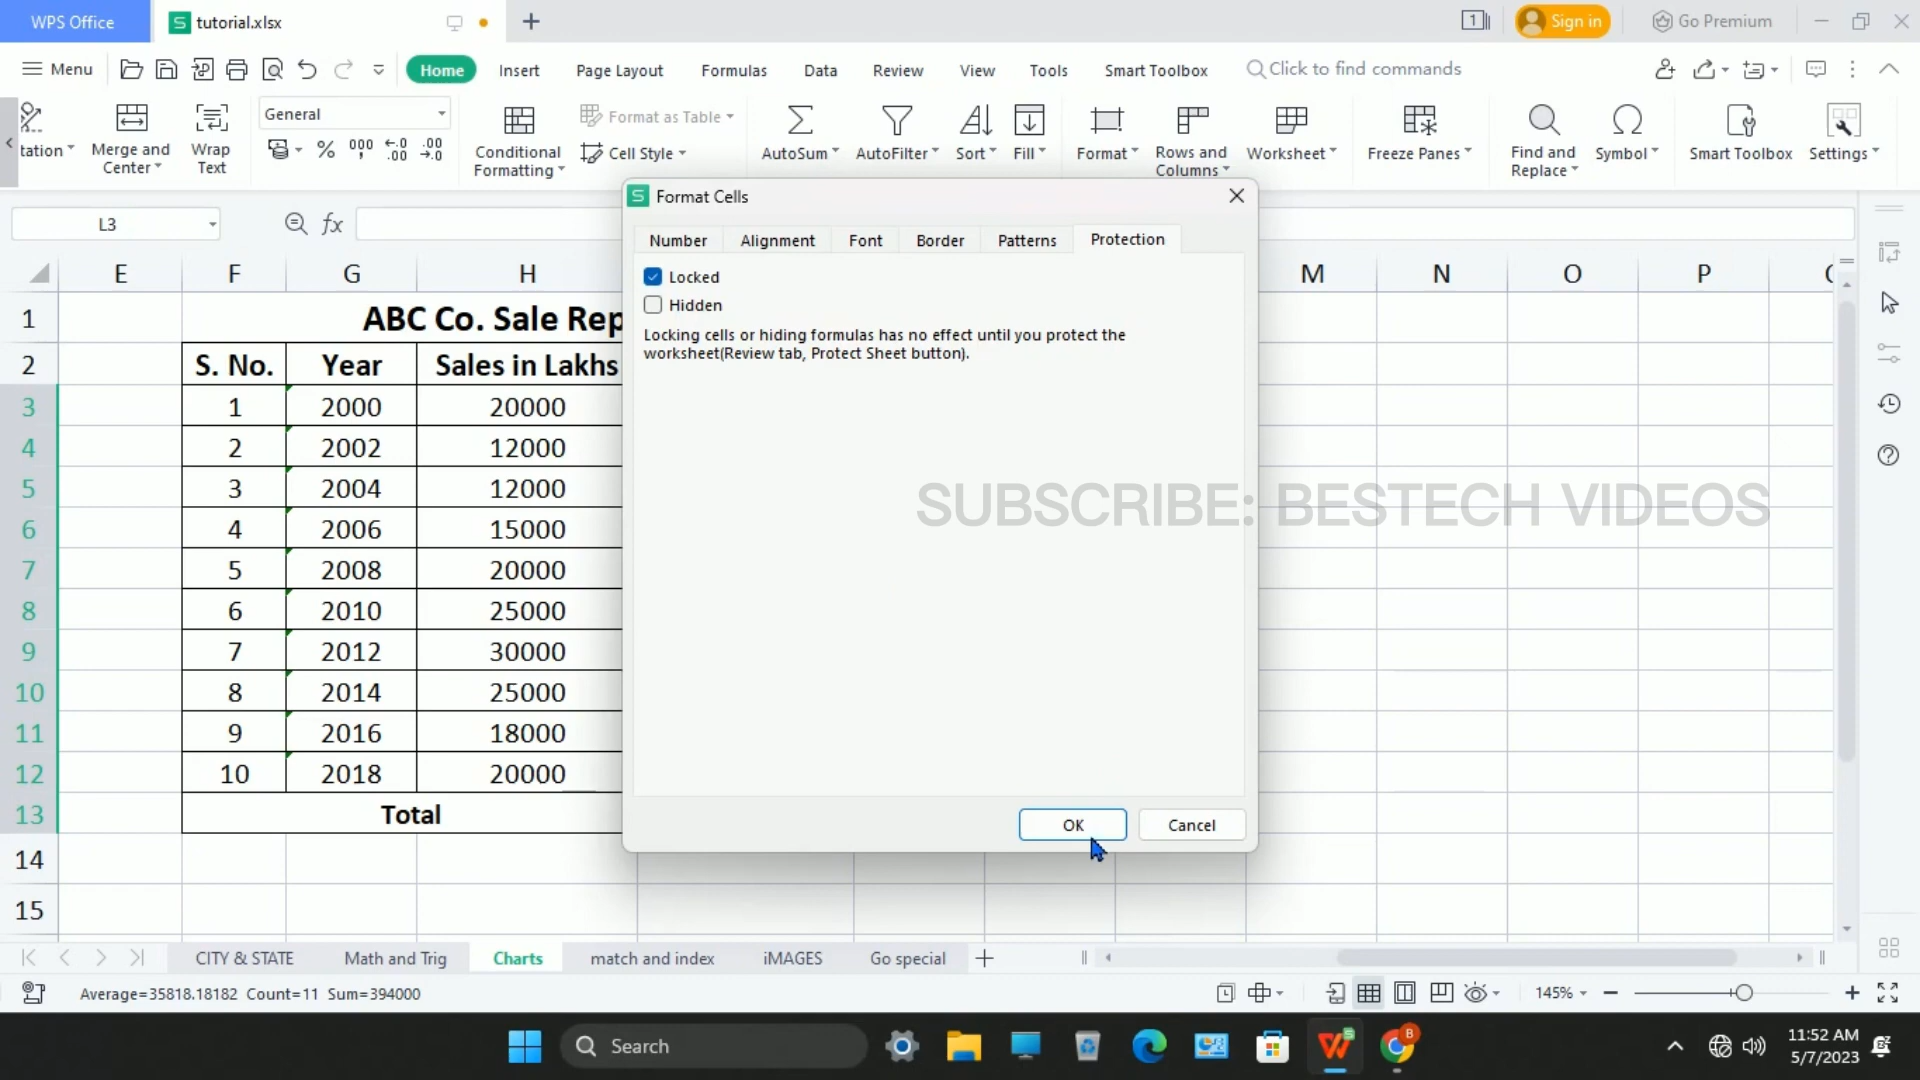 WPS Office
tutorial.xlsx
Sign in
Go Premium
Menu
Home
Insert
Page Layout
Formulas
Data
Review
View
Tools
Smart Toolbox
Click to find commands
General
tation
Merge and
Center
Wrap
Text
Conditional
Formatting
Format as Table
Cell Style
AutoSum
AutoFilter
Sort
Fill
Format
Rows and
Columns
Worksheet
Freeze Panes
Find and
Replace
Symbol
Smart Toolbox
Settings
L3
fx
E F G H M N O P
1 ABC Co. Sale Rep
2 S. No. Year Sales in Lakhs
3 1 2000 20000
4 2 2002 12000
5 3 2004 12000
6 4 2006 15000
7 5 2008 20000
8 6 2010 25000
9 7 2012 30000
10 8 2014 25000
11 9 2016 18000
12 10 2018 20000
13 Total
14
15
Format Cells
Number Alignment Font Border Patterns Protection
Locked
Hidden
Locking cells or hiding formulas has no effect until you protect the
worksheet(Review tab, Protect Sheet button).
OK Cancel
SUBSCRIBE: BESTECH VIDEOS
CITY & STATE Math and Trig Charts match and index iMAGES Go special
Average=35818.18182 Count=11 Sum=394000
145%
Search
11:52 AM
5/7/2023